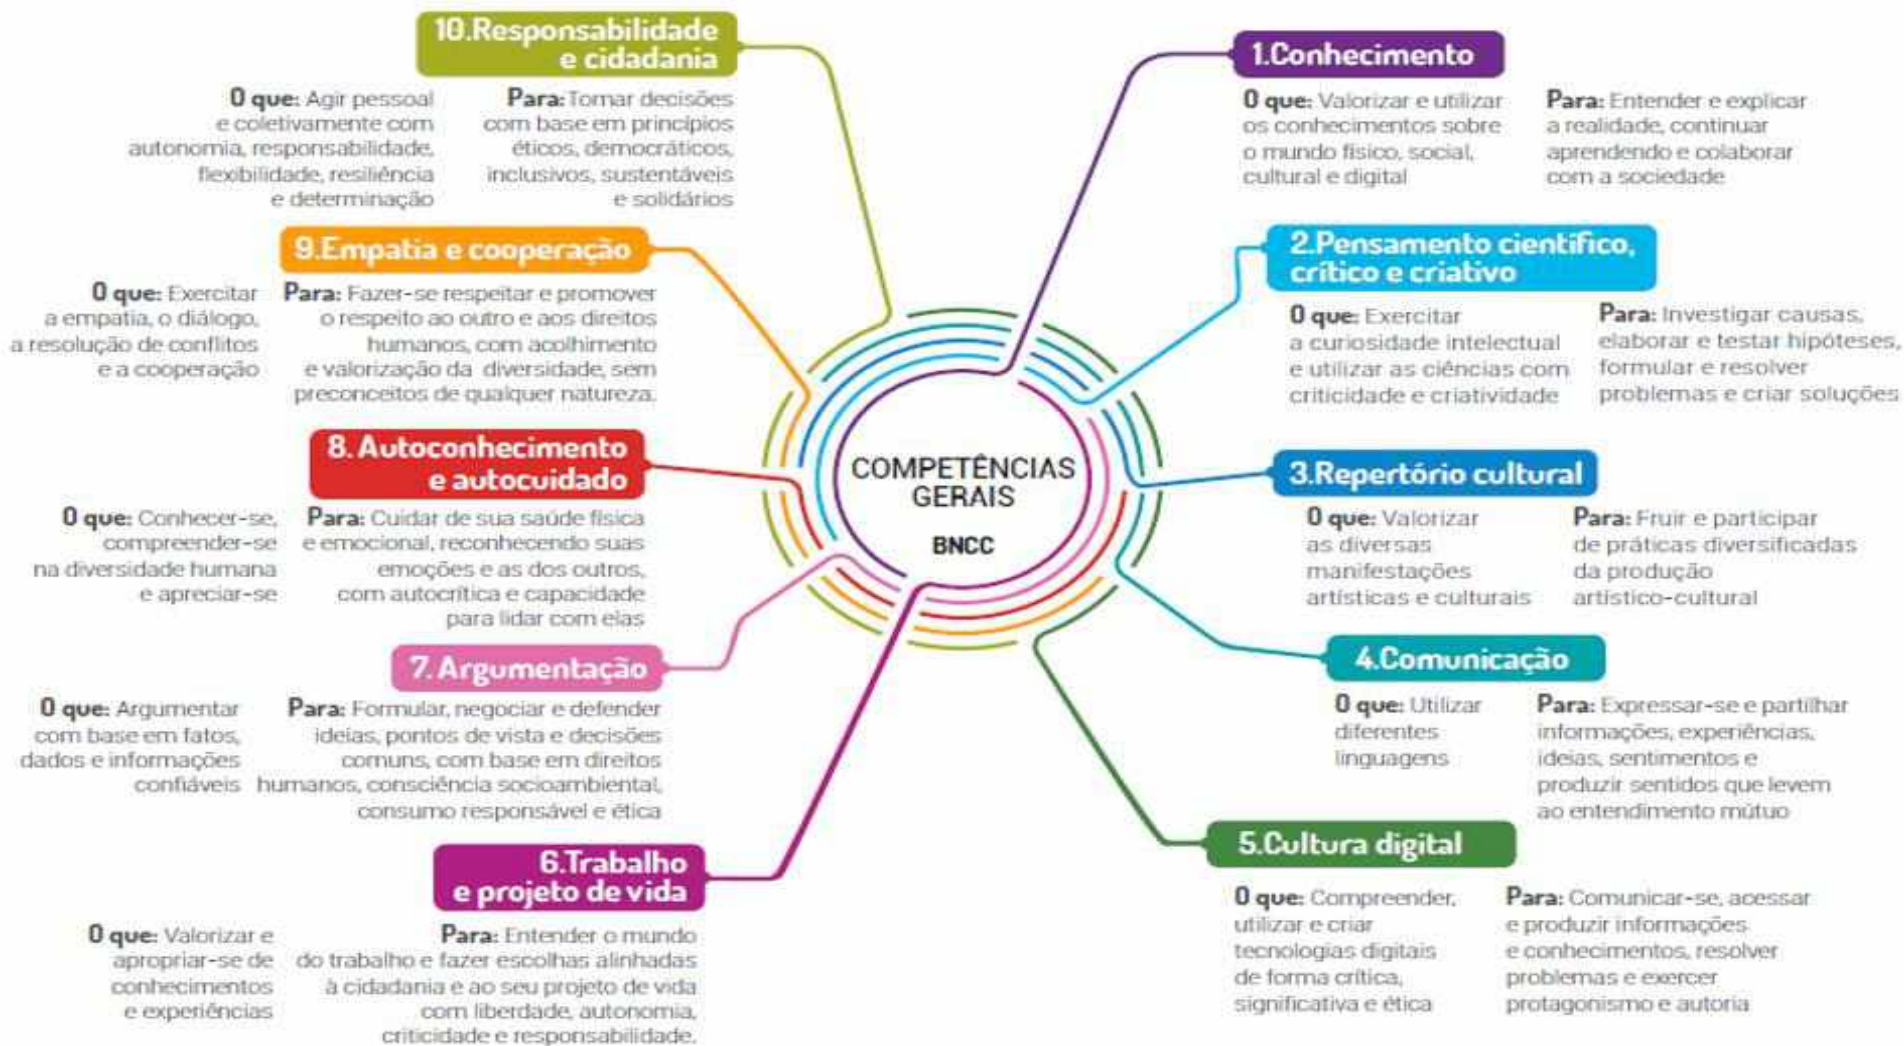 COMPETÊNCIAS
GERAIS
BNCC
1.Conhecimento
O que: Valorizar e utilizar
os conhecimentos sobre
o mundo físico, social,
cultural e digital
Para: Entender e explicar
a realidade, continuar
aprendendo e colaborar
com a sociedade
2.Pensamento científico,
crítico e criativo
O que: Exercitar
a curiosidade intelectual
e utilizar as ciências com
criticidade e criatividade
Para: Investigar causas,
elaborar e testar hipóteses,
formular e resolver
problemas e criar soluções
3.Repertório cultural
O que: Valorizar
as diversas
manifestações
artísticas e culturais
Para: Fruir e participar
de práticas diversificadas
da produção
artístico-cultural
4.Comunicação
O que: Utilizar
diferentes
linguagens
Para: Expressar-se e partilhar
informações, experiências,
ideias, sentimentos e
produzir sentidos que levem
ao entendimento mútuo
5.Cultura digital
O que: Compreender,
utilizar e criar
tecnologias digitais
de forma crítica,
significativa e ética
Para: Comunicar-se, acessar
e produzir informações
e conhecimentos, resolver
problemas e exercer
protagonismo e autoria
6.Trabalho
e projeto de vida
O que: Valorizar e
apropriar-se de
conhecimentos
e experiências
Para: Entender o mundo
do trabalho e fazer escolhas alinhadas
à cidadania e ao seu projeto de vida
com liberdade, autonomia,
criticidade e responsabilidade.
7.Argumentação
O que: Argumentar
com base em fatos,
dados e informações
confiáveis
Para: Formular, negociar e defender
ideias, pontos de vista e decisões
comuns, com base em direitos
humanos, consciência socioambiental,
consumo responsável e ética
8.Autoconhecimento
e autocuidado
O que: Conhecer-se,
compreender-se
na diversidade humana
e apreciar-se
Para: Cuidar de sua saúde física
e emocional, reconhecendo suas
emoções e as dos outros,
com autocrítica e capacidade
para lidar com elas
9.Empatia e cooperação
O que: Exercitar
a empatia, o diálogo,
a resolução de conflitos
e a cooperação
Para: Fazer-se respeitar e promover
o respeito ao outro e aos direitos
humanos, com acolhimento
e valorização da diversidade, sem
preconceitos de qualquer natureza.
10.Responsabilidade
e cidadania
O que: Agir pessoal
e coletivamente com
autonomia, responsabilidade,
flexibilidade, resiliência
e determinação
Para: Tomar decisões
com base em princípios
éticos, democráticos,
inclusivos, sustentáveis
e solidários